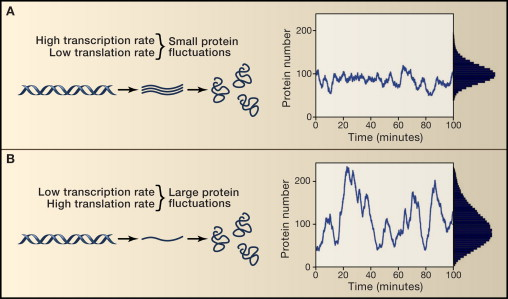 A
High transcription rate
Low translation rate
Small protein
fluctuations
Protein number
200
100
0
0 20 40 60 80 100
Time (minutes)
B
Low transcription rate
High translation rate
Large protein
fluctuations
Protein number
200
100
0
0 20 40 60 80 100
Time (minutes)